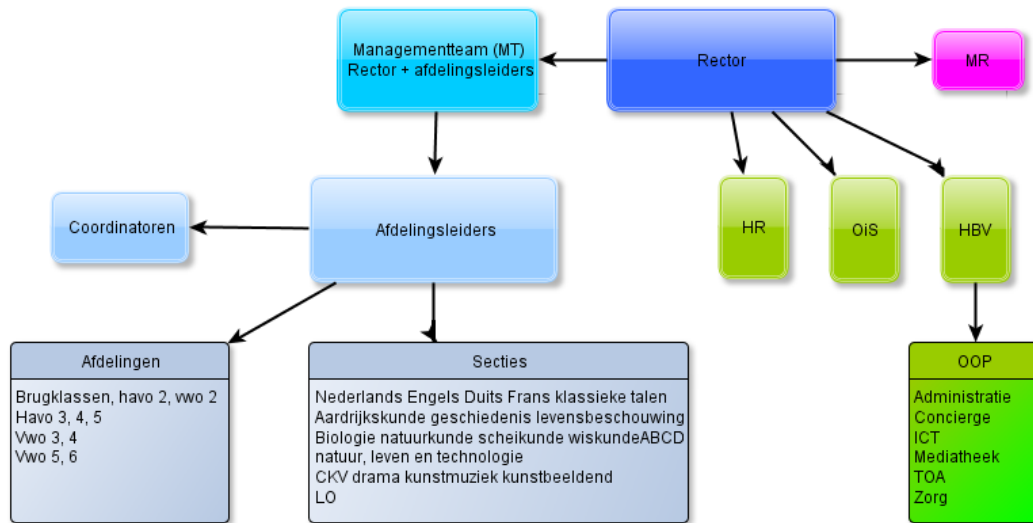 Managementteam (MT)
Rector + afdelingsleiders
Rector
MR
Coordinatoren
Afdelingsleiders
HR
OiS
HBV
Afdelingen
Brugklassen, havo 2, vwo 2
Havo 3, 4, 5
Vwo 3, 4
Vwo 5, 6
Secties
Nederlands Engels Duits Frans klassieke talen
Aardrijkskunde geschiedenis levensbeschouwing
Biologie natuurkunde scheikunde wiskundeABCD
natuur, leven en technologie
CKV drama kunstmuziek kunstbeeldend
LO
OOP
Administratie
Concierge
ICT
Mediatheek
TOA
Zorg